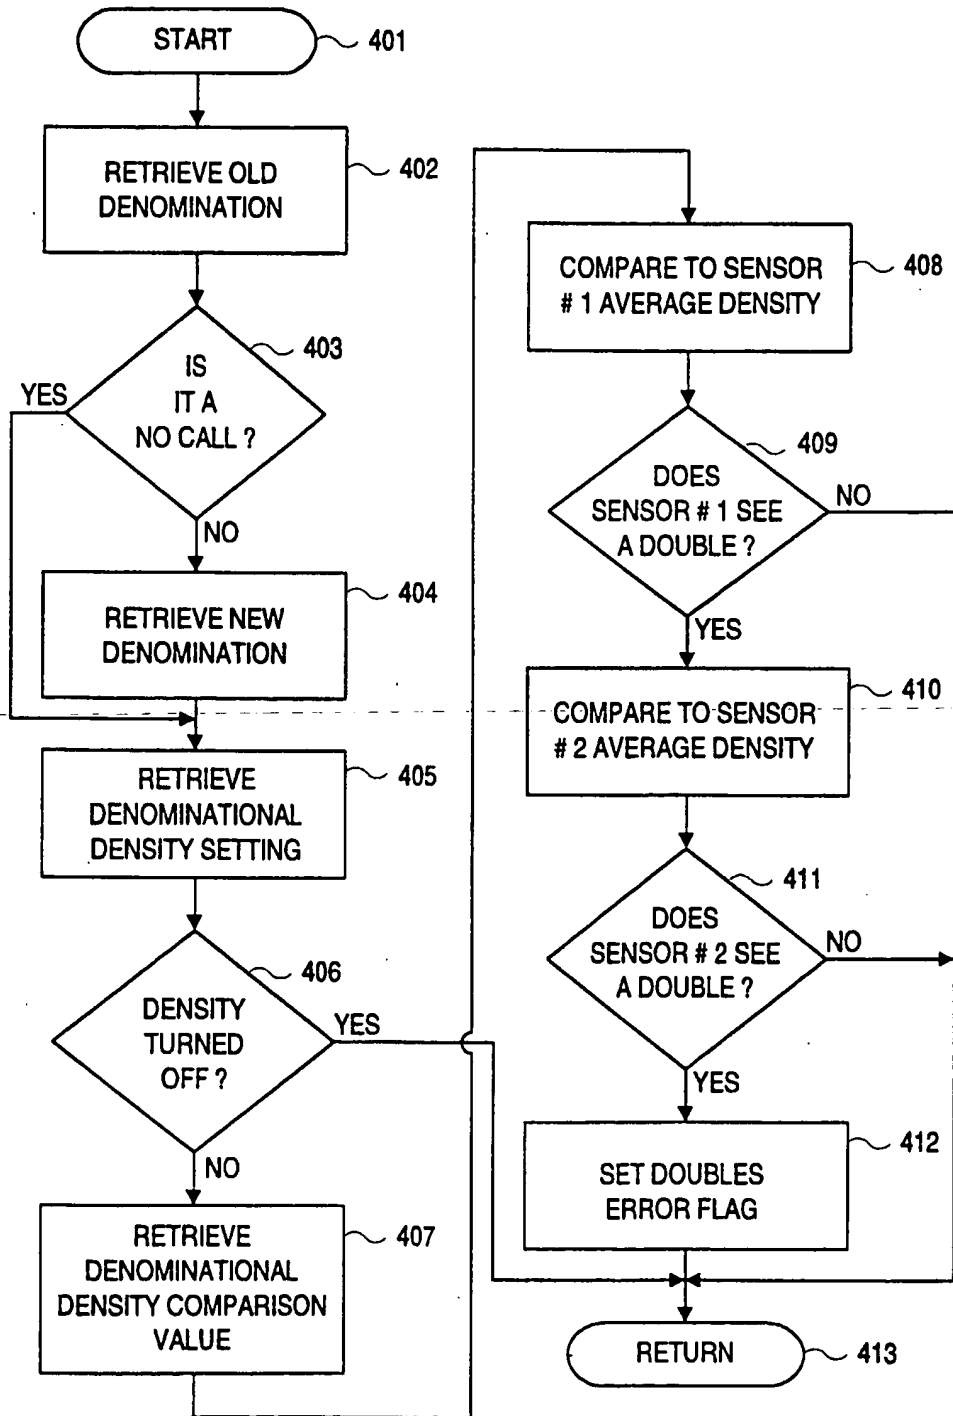 START
401
RETRIEVE OLD
DENOMINATION
402
403
IS
IT A
NO CALL ?
YES
NO
404
RETRIEVE NEW
DENOMINATION
405
RETRIEVE
DENOMINATIONAL
DENSITY SETTING
406
DENSITY
TURNED
OFF ?
YES
NO
407
RETRIEVE
DENOMINATIONAL
DENSITY COMPARISON
VALUE
COMPARE TO SENSOR
# 1 AVERAGE DENSITY
408
409
DOES
SENSOR # 1 SEE
A DOUBLE ?
NO
YES
410
COMPARE TO SENSOR
# 2 AVERAGE DENSITY
411
DOES
SENSOR # 2 SEE
A DOUBLE ?
NO
YES
412
SET DOUBLES
ERROR FLAG
RETURN
413